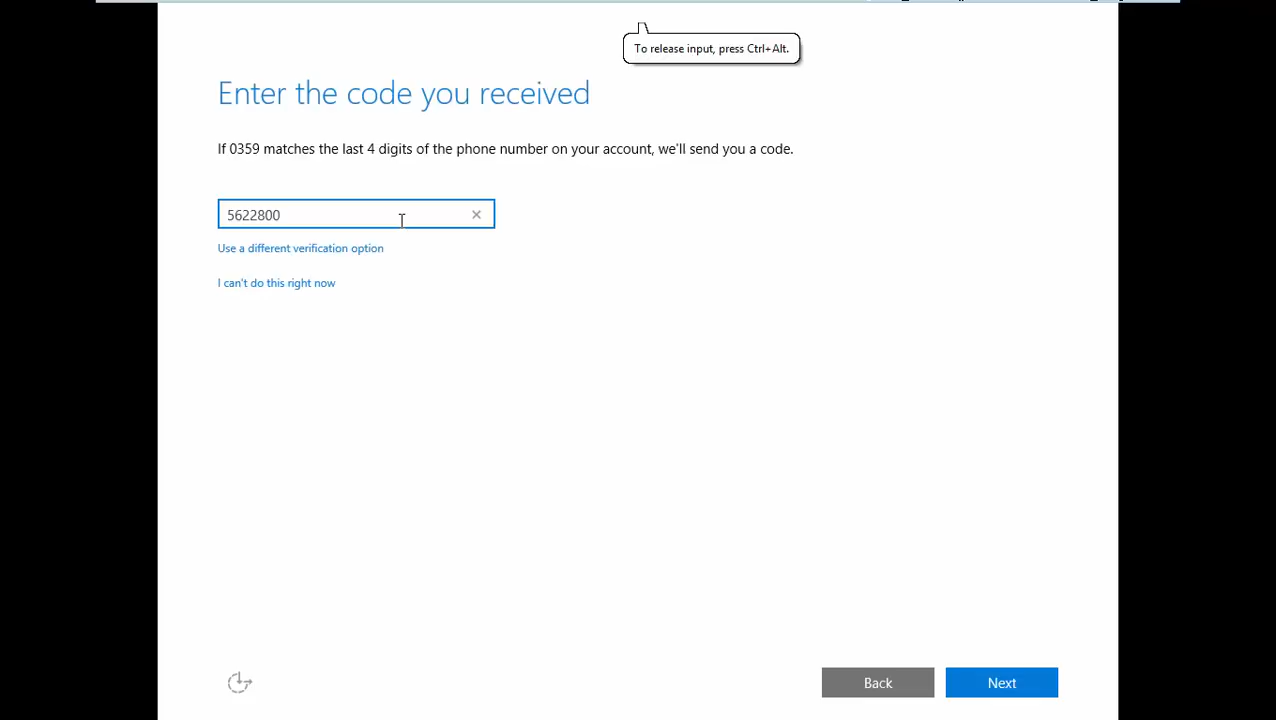 To release input, press Ctrl+Alt.
Enter the code you received
If 0359 matches the last 4 digits of the phone number on your account, we'll send you a code.
5622800
Use a different verification option
I can't do this right now
Back
Next